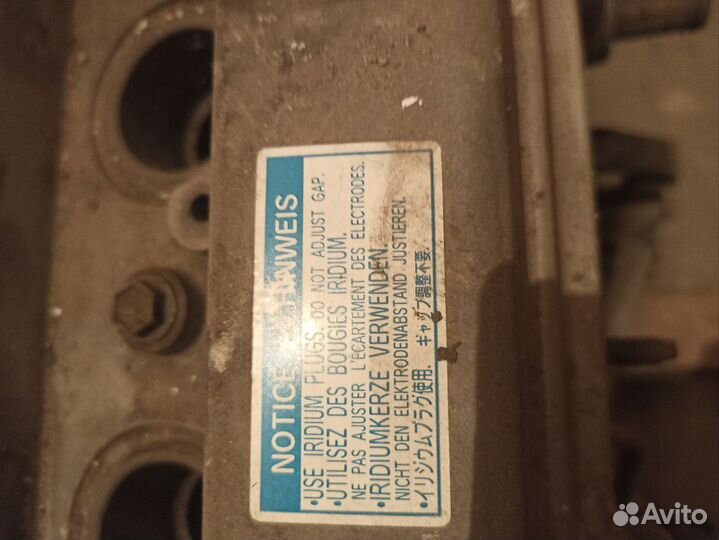 NOTICE HINWEIS
•USE IRIDIUM PLUGS. DO NOT ADJUST GAP.
•UTILISEZ DES BOUGIES IRIDIUM.
NE PAS AJUSTER L'ECARTEMENT DES ELECTRODES.
•IRIDIUMKERZE VERWENDEN.
NICHT DEN ELEKTRODENABSTAND JUSTIEREN.
•イリジウムプラグ使用. ギャップ調整不要.
Avito